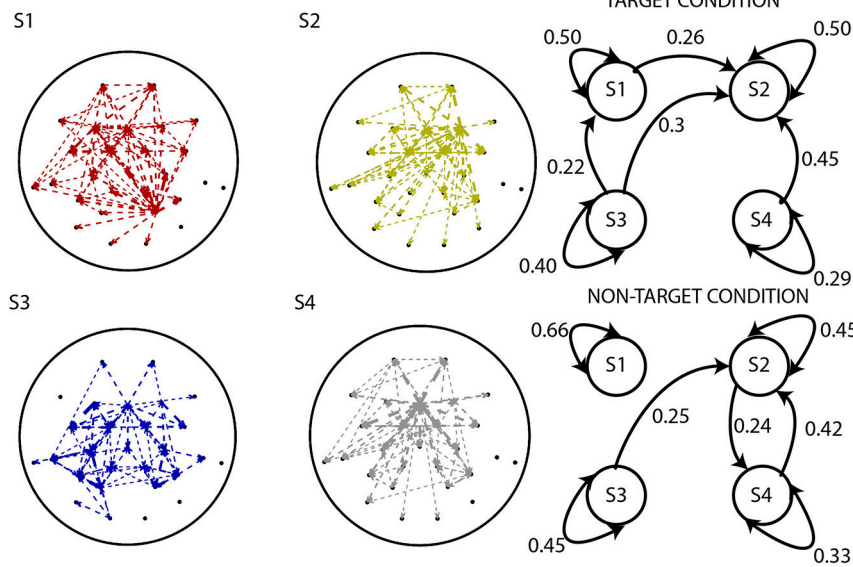 S1
S2
TARGET CONDITION
0.50
0.26
0.50
S1
S2
0.3
0.22
0.45
S3
S4
0.40
0.29
S3
S4
NON-TARGET CONDITION
0.66
0.45
S1
S2
0.25
0.24
0.42
S3
S4
0.45
0.33